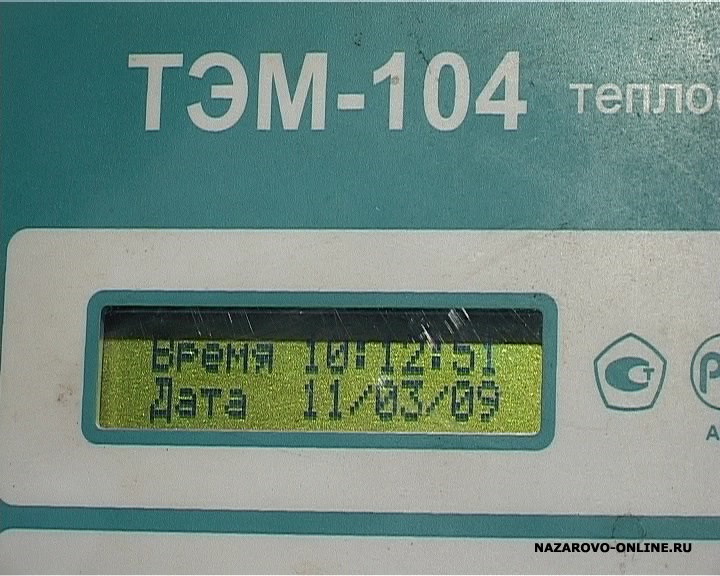 ТЭМ-104 тепло
Время 10:12:51
Дата 11/03/09
NAZAROVO-ONLINE.RU